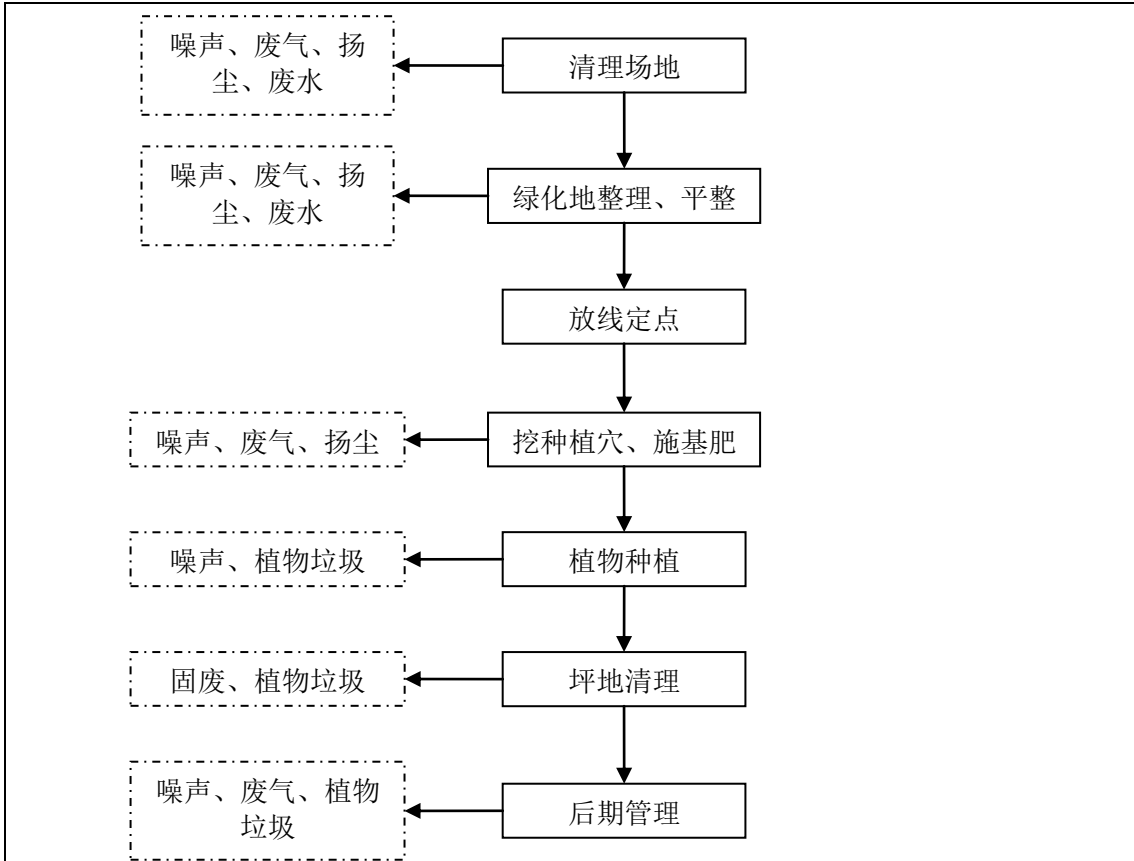 噪声、废气、扬
尘、废水
清理场地
噪声、废气、扬
尘、废水
绿化地整理、平整
放线定点
噪声、废气、扬尘
挖种植穴、施基肥
噪声、植物垃圾
植物种植
固废、植物垃圾
坪地清理
噪声、废气、植物
垃圾
后期管理